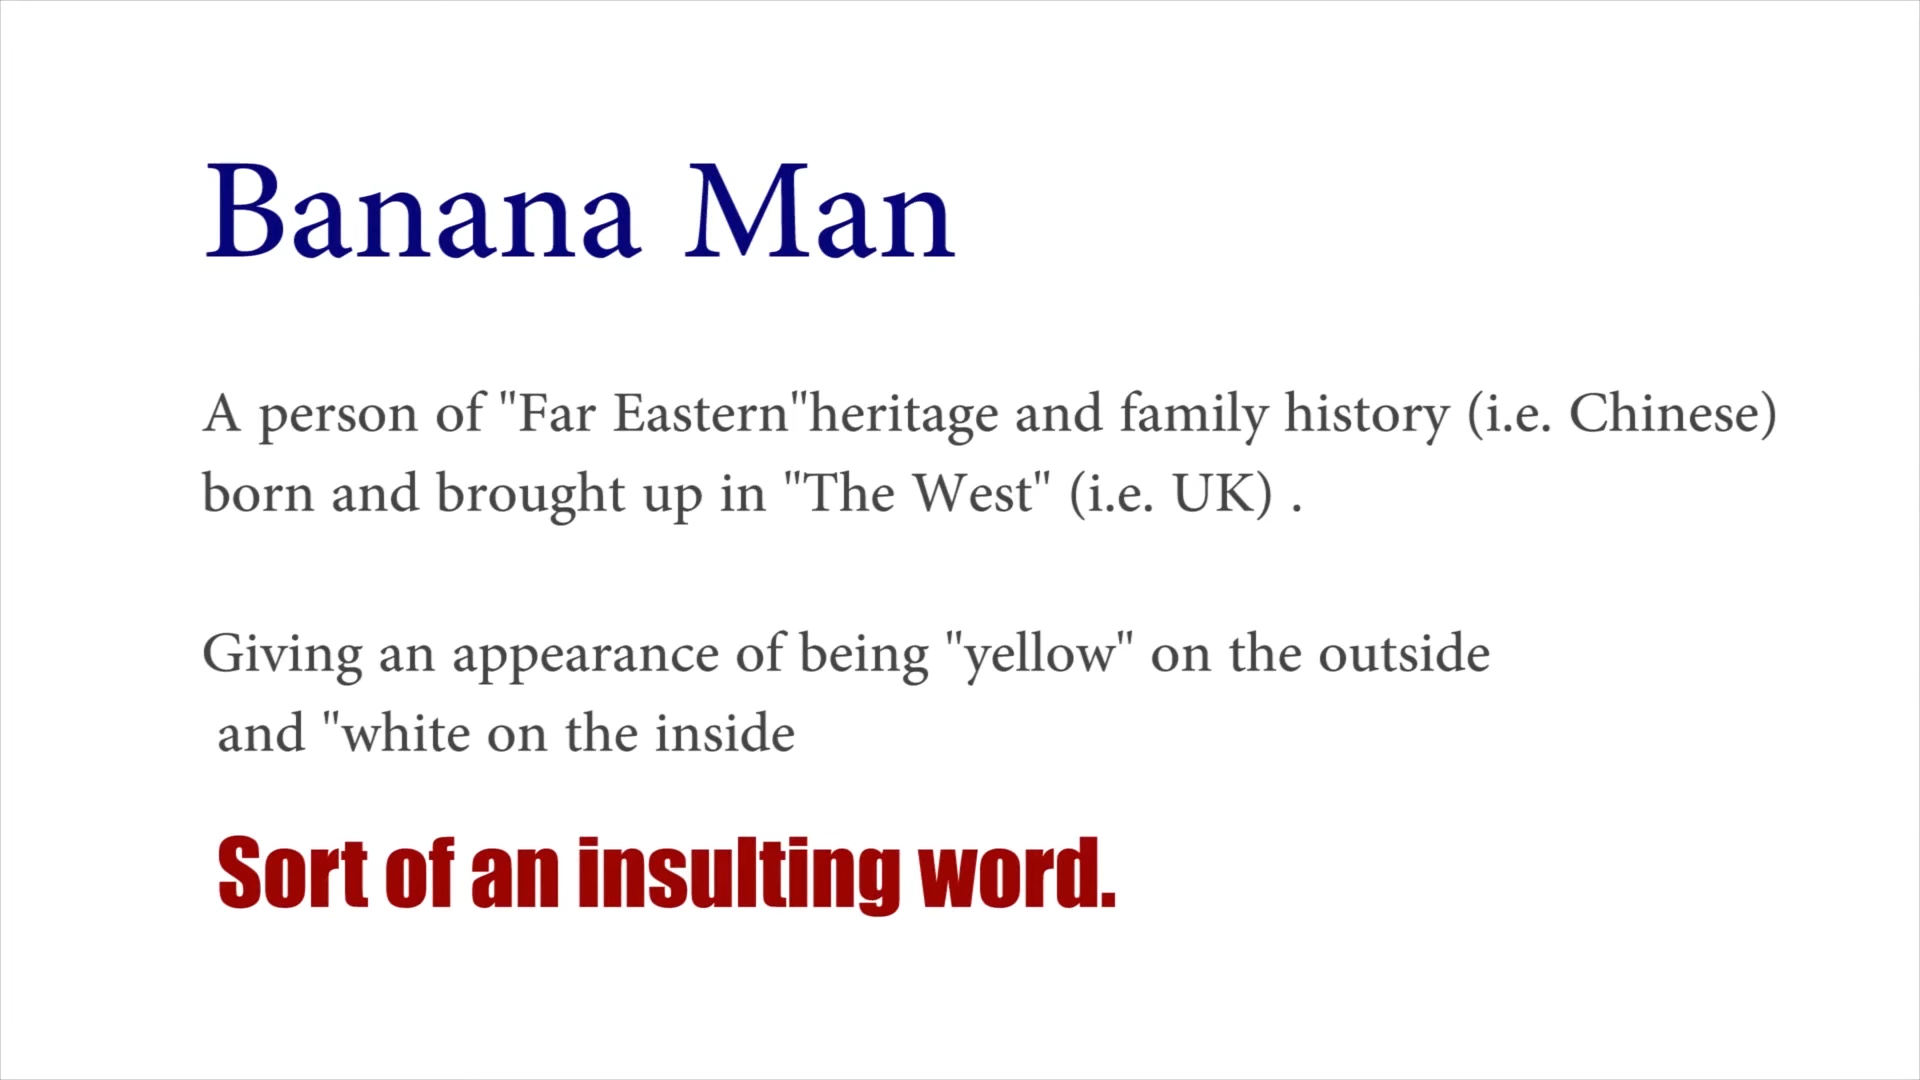 Banana Man
A person of "Far Eastern"heritage and family history (i.e. Chinese)
born and brought up in "The West" (i.e. UK) .
Giving an appearance of being "yellow" on the outside
and "white on the inside
Sort of an insulting word.